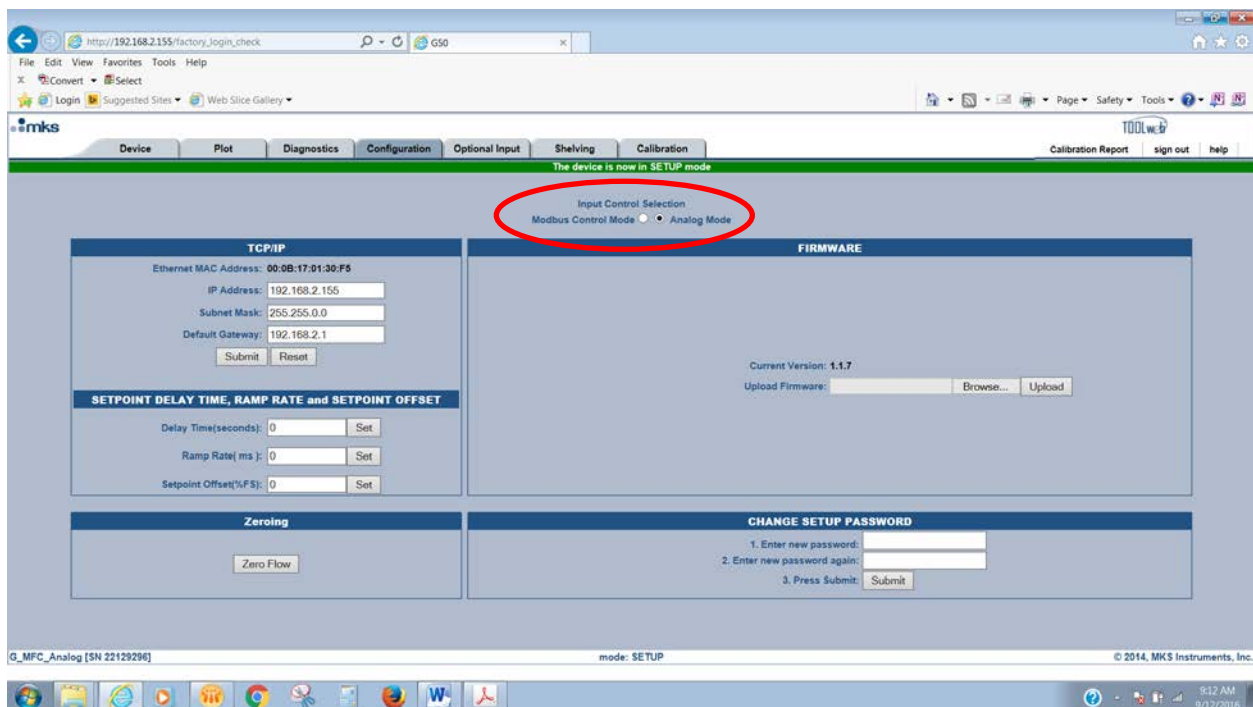 http://192.168.2.155/factory_login_check
G50
File Edit View Favorites Tools Help
x Convert Select
Login Suggested Sites Web Slice Gallery
Page Safety Tools
mks
TOOLweb
Device Plot Diagnostics Configuration Optional Input Shelving Calibration
Calibration Report sign out help
The device is now in SETUP mode
Input Control Selection
Modbus Control Mode Analog Mode
TCP/IP
Ethernet MAC Address: 00:0B:17:01:30:F5
IP Address: 192.168.2.155
Subnet Mask: 255.255.0.0
Default Gateway: 192.168.2.1
Submit Reset
SETPOINT DELAY TIME, RAMP RATE and SETPOINT OFFSET
Delay Time(seconds): 0 Set
Ramp Rate( ms ): 0 Set
Setpoint Offset(%FS): 0 Set
FIRMWARE
Current Version: 1.1.7
Upload Firmware: Browse... Upload
Zeroing
Zero Flow
CHANGE SETUP PASSWORD
1. Enter new password:
2. Enter new password again:
3. Press Submit: Submit
G_MFC_Analog [SN 22129296]
mode: SETUP
© 2014, MKS Instruments, Inc.
9:12 AM
9/12/2016